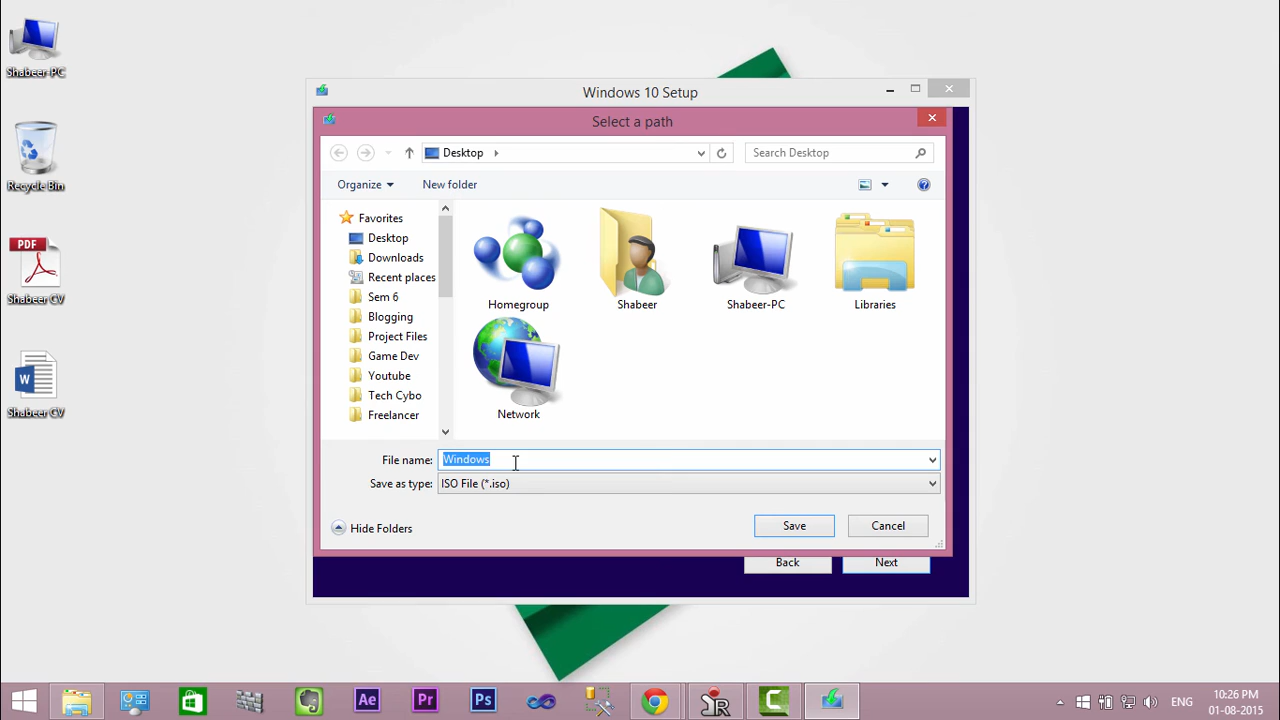 Shabeer-PC
Recycle Bin
PDF
Shabeer CV
W
Shabeer CV
Windows 10 Setup
Select a path
Desktop
Search Desktop
Organize
New folder
Favorites
Desktop
Downloads
Recent places
Sem 6
Blogging
Project Files
Game Dev
Youtube
Tech Cybo
Freelancer
Homegroup
Shabeer
Shabeer-PC
Libraries
Network
File name: Windows
Save as type: ISO File (*.iso)
Hide Folders
Save
Cancel
Back
Next
Ae
Pr
Ps
R
C
ENG
10:26 PM
01-08-2015